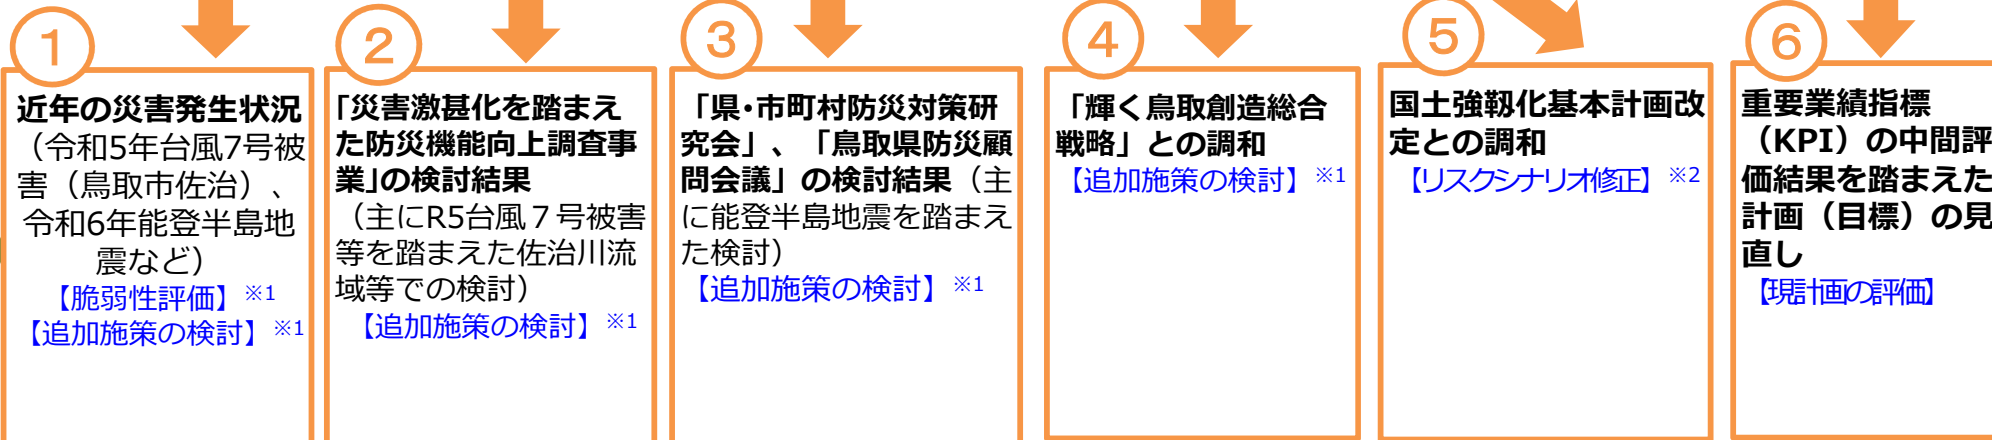 1
近年の災害発生状況
（令和5年台風7号被
害（鳥取市佐治）、
令和6年能登半島地
震など）
【脆弱性評価】※1
【追加施策の検討】※1
2
「災害激甚化を踏まえ
た防災機能向上調査事
業」の検討結果
（主にR5台風７号被害
等を踏まえた佐治川流
域等での検討）
【追加施策の検討】※1
3
「県・市町村防災対策研
究会」、「鳥取県防災顧
問会議」の検討結果（主
に能登半島地震を踏まえ
た検討）
【追加施策の検討】※1
4
「輝く鳥取創造総合
戦略」との調和
【追加施策の検討】※1
5
国土強靱化基本計画改
定との調和
【リスクシナリオ修正】※2
6
重要業績指標
（KPI）の中間評
価結果を踏まえた
計画（目標）の見
直し
【現計画の評価】